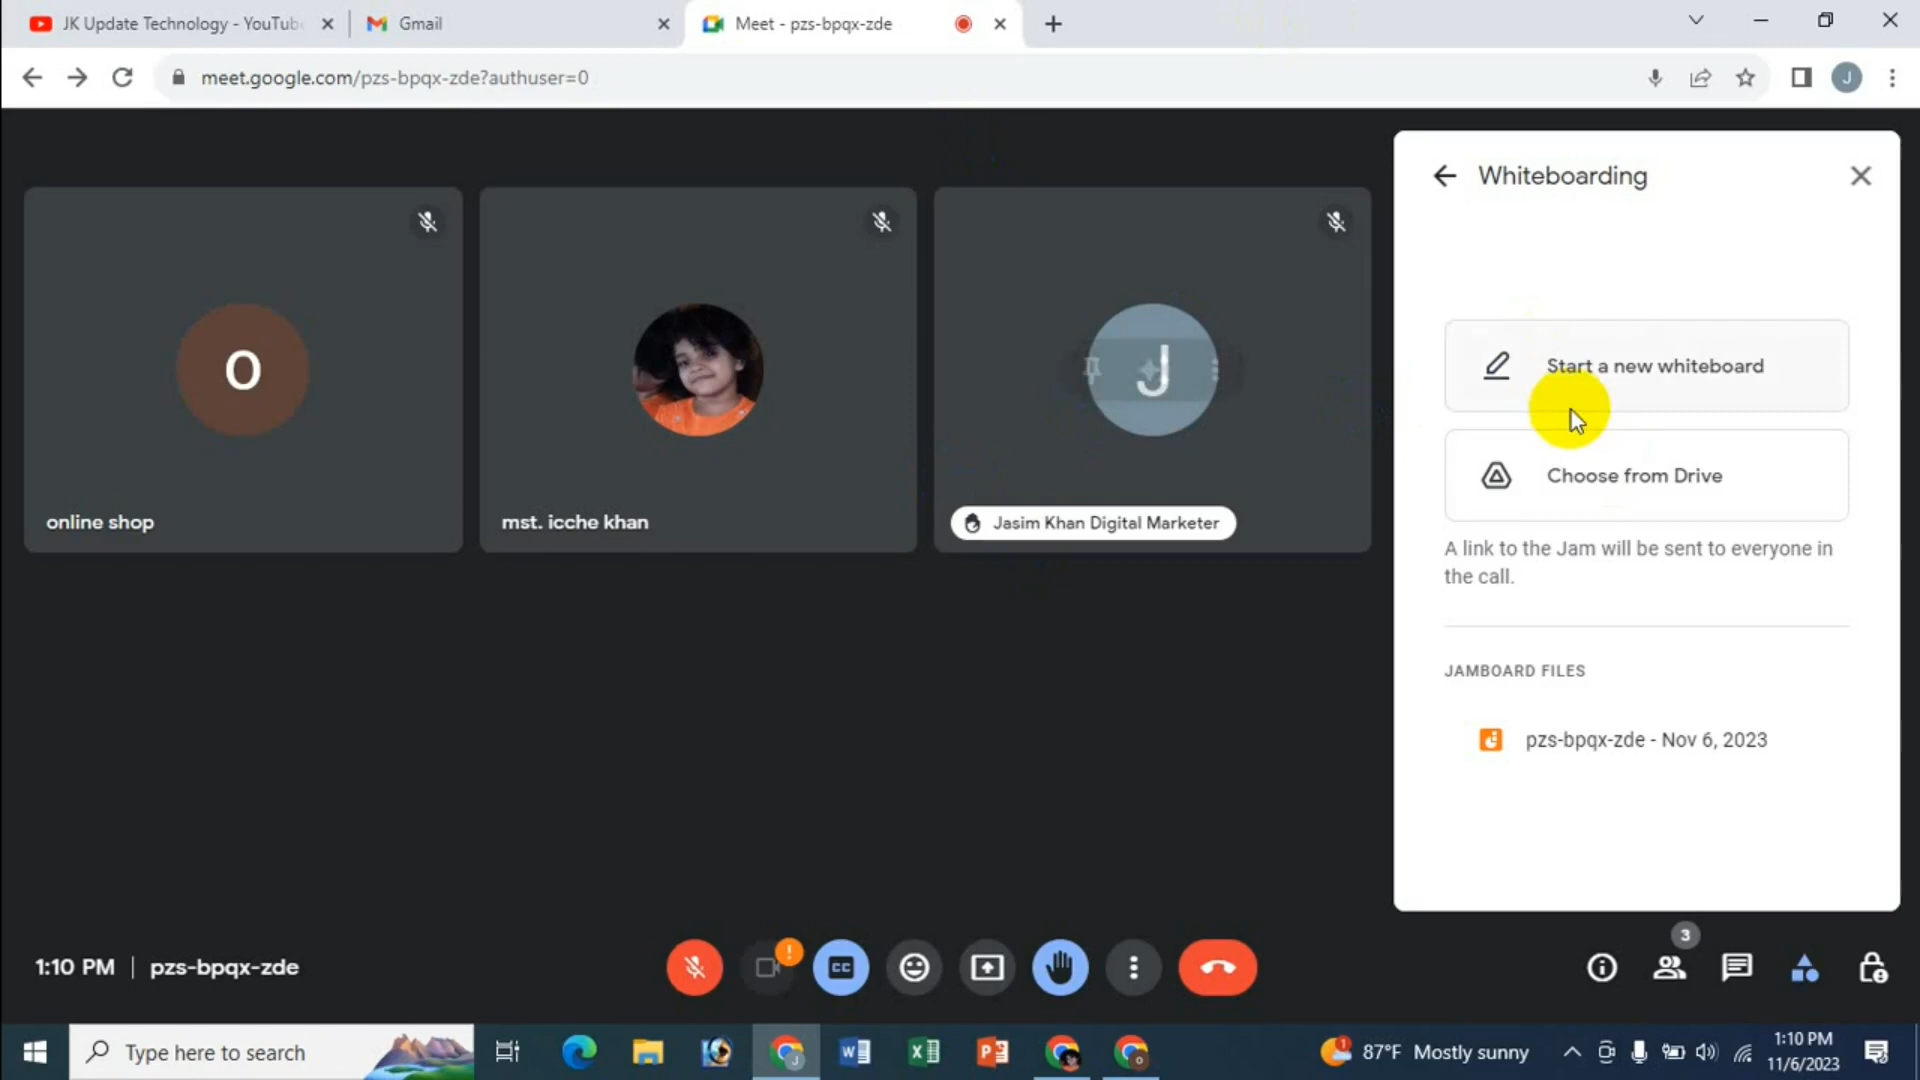 JK Update Technology - YouTub
Gmail
Meet - pzs-bpqx-zde
meet.google.com/pzs-bpqx-zde?authuser=0
J
Whiteboarding
O
J
Start a new whiteboard
Choose from Drive
online shop
mst. icche khan
Jasim Khan Digital Marketer
A link to the Jam will be sent to everyone in
the call.
JAMBOARD FILES
pzs-bpqx-zde - Nov 6, 2023
3
1:10 PM | pzs-bpqx-zde
CC
Type here to search
87°F Mostly sunny
1:10 PM
11/6/2023